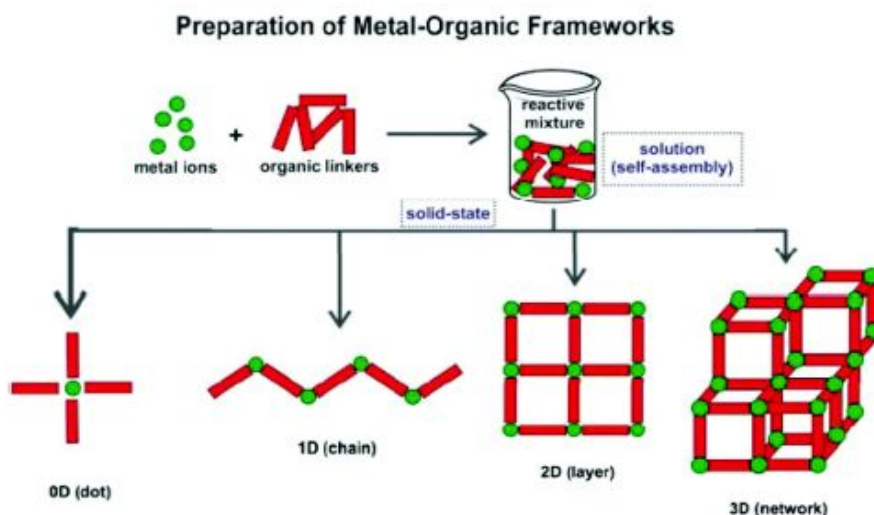 Preparation of Metal-Organic Frameworks
reactive
mixture
+
metal ions
organic linkers
solution
(self-assembly)
solid-state
0D (dot)
1D (chain)
2D (layer)
3D (network)